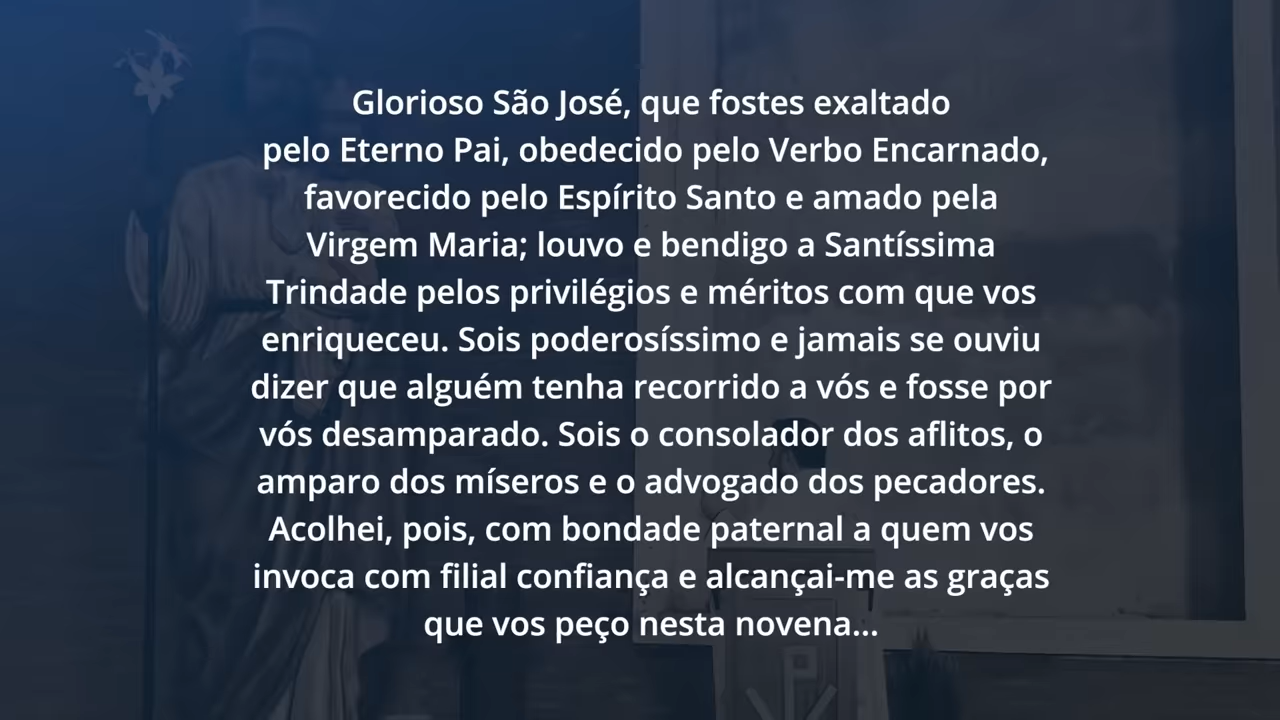 Glorioso São José, que fostes exaltado
pelo Eterno Pai, obedecido pelo Verbo Encarnado,
favorecido pelo Espírito Santo e amado pela
Virgem Maria; louvo e bendigo a Santíssima
Trindade pelos privilégios e méritos com que vos
enriqueceu. Sois poderosíssimo e jamais se ouviu
dizer que alguém tenha recorrido a vós e fosse por
vós desamparado. Sois o consolador dos aflitos, o
amparo dos míseros e o advogado dos pecadores.
Acolhei, pois, com bondade paternal a quem vos
invoca com filial confiança e alcançai-me as graças
que vos peço nesta novena...